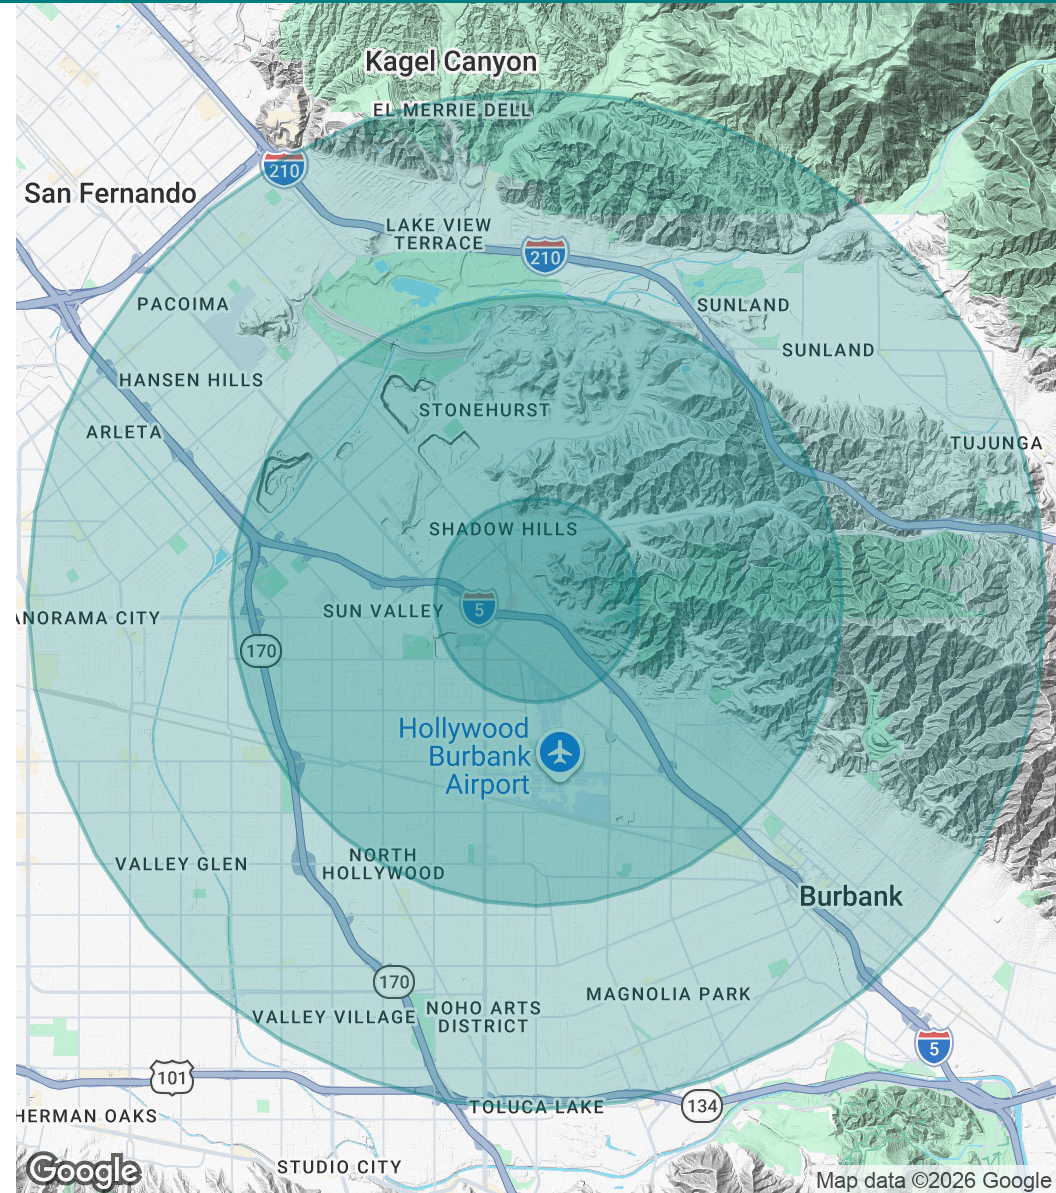 Kagel Canyon
EL MERRIE DELL
210
San Fernando
LAKE VIEW
TERRACE
210
PACOIMA
SUNLAND
SUNLAND
HANSEN HILLS
STONEHURST
ARLETA
TUJUNGA
SHADOW HILLS
SUN VALLEY
5
ANORAMA CITY
170
Hollywood
Burbank
Airport
VALLEY GLEN
NORTH
HOLLYWOOD
Burbank
170
MAGNOLIA PARK
VALLEY VILLAGE
NOHO ARTS
DISTRICT
5
101
134
HERMAN OAKS
TOLUCA LAKE
STUDIO CITY
Google
Map data ©2026 Google